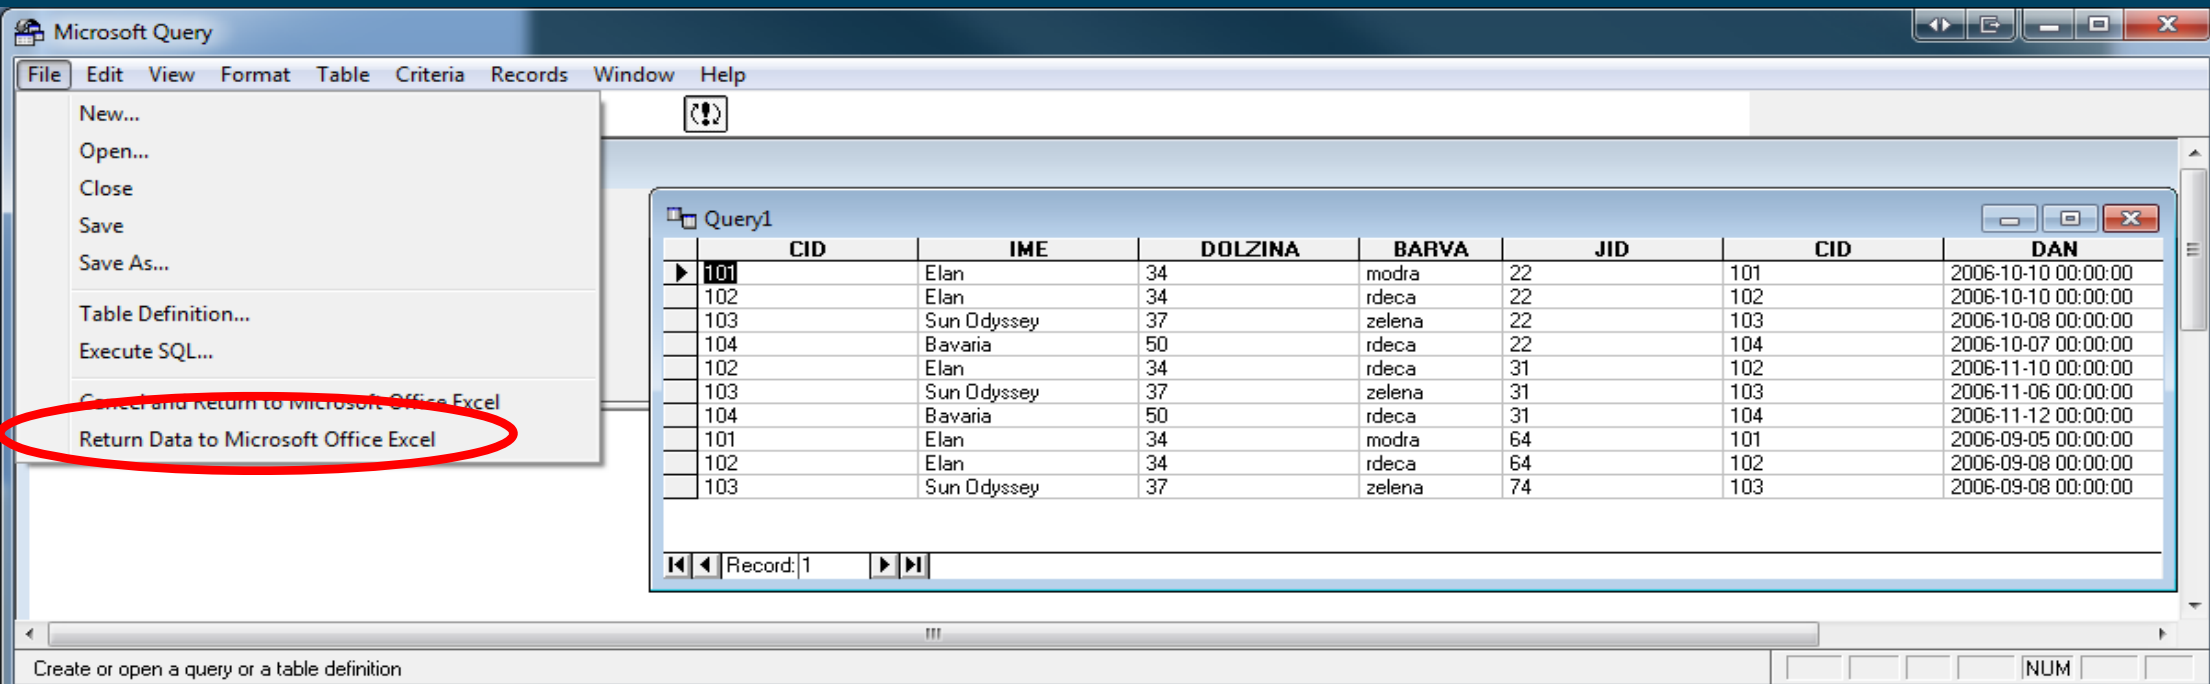 Microsoft Query
File Edit View Format Table Criteria Records Window Help
New...
Open...
Close
Save
Save As...
Table Definition...
Execute SQL...
Cancel and Return to Microsoft Office Excel
Return Data to Microsoft Office Excel
Query1
CID IME DOLZINA BARVA JID CID DAN
101 Elan 34 modra 22 101 2006-10-10 00:00:00
102 Elan 34 rdeca 22 102 2006-10-10 00:00:00
103 Sun Odyssey 37 zelena 22 103 2006-10-08 00:00:00
104 Bavaria 50 rdeca 22 104 2006-10-07 00:00:00
102 Elan 34 rdeca 31 102 2006-11-10 00:00:00
103 Sun Odyssey 37 zelena 31 103 2006-11-06 00:00:00
104 Bavaria 50 rdeca 31 104 2006-11-12 00:00:00
101 Elan 34 modra 64 101 2006-09-05 00:00:00
102 Elan 34 rdeca 64 102 2006-09-08 00:00:00
103 Sun Odyssey 37 zelena 74 103 2006-09-08 00:00:00
Record: 1
Create or open a query or a table definition
NUM